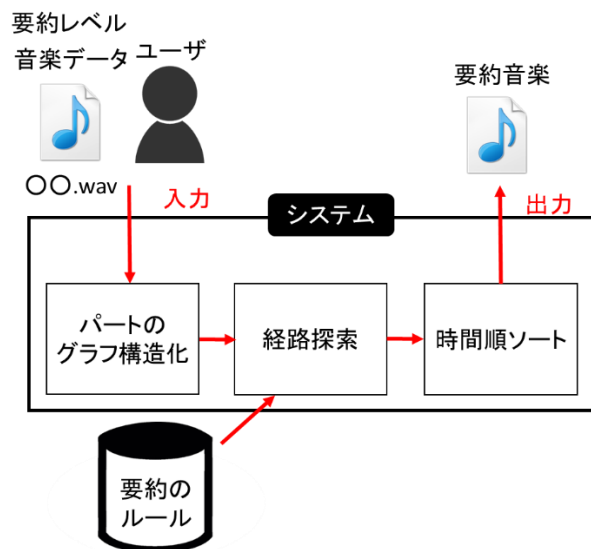 要約レベル
音楽データ
ユーザ
要約音楽
〇〇.wav
入力
出力
システム
パートの
グラフ構造化
経路探索
時間順ソート
要約の
ルール